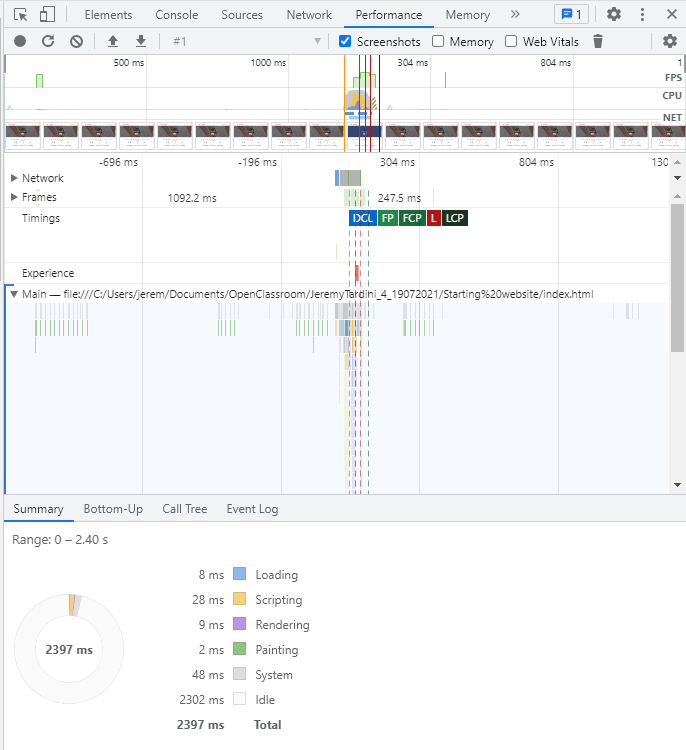 Elements Console Sources Network Performance Memory » 1
#1 Screenshots Memory Web Vitals
500 ms 1000 ms 304 ms 804 ms 1
FPS
CPU
NET
-696 ms -196 ms 304 ms 804 ms 130
Network
Frames 1092.2 ms 247.5 ms
Timings DCL FP FCP L LCP
Experience
Main — file:///C:/Users/jerem/Documents/OpenClassroom/JeremyTardini_4_19072021/Starting%20website/index.html
Summary Bottom-Up Call Tree Event Log
Range: 0 – 2.40 s
8 ms Loading
28 ms Scripting
9 ms Rendering
2397 ms
2 ms Painting
48 ms System
2302 ms Idle
2397 ms Total